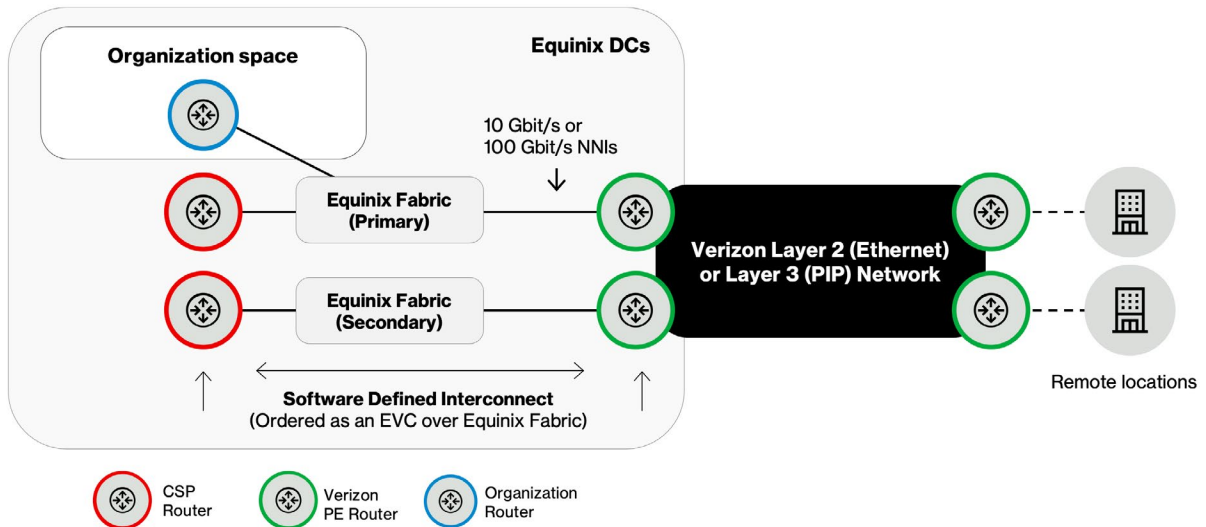 Organization space
Equinix DCs
10 Gbit/s or
100 Gbit/s NNIs
Equinix Fabric
(Primary)
Equinix Fabric
(Secondary)
Verizon Layer 2 (Ethernet)
or Layer 3 (PIP) Network
Remote locations
Software Defined Interconnect
(Ordered as an EVC over Equinix Fabric)
CSP
Router
Verizon
PE Router
Organization
Router